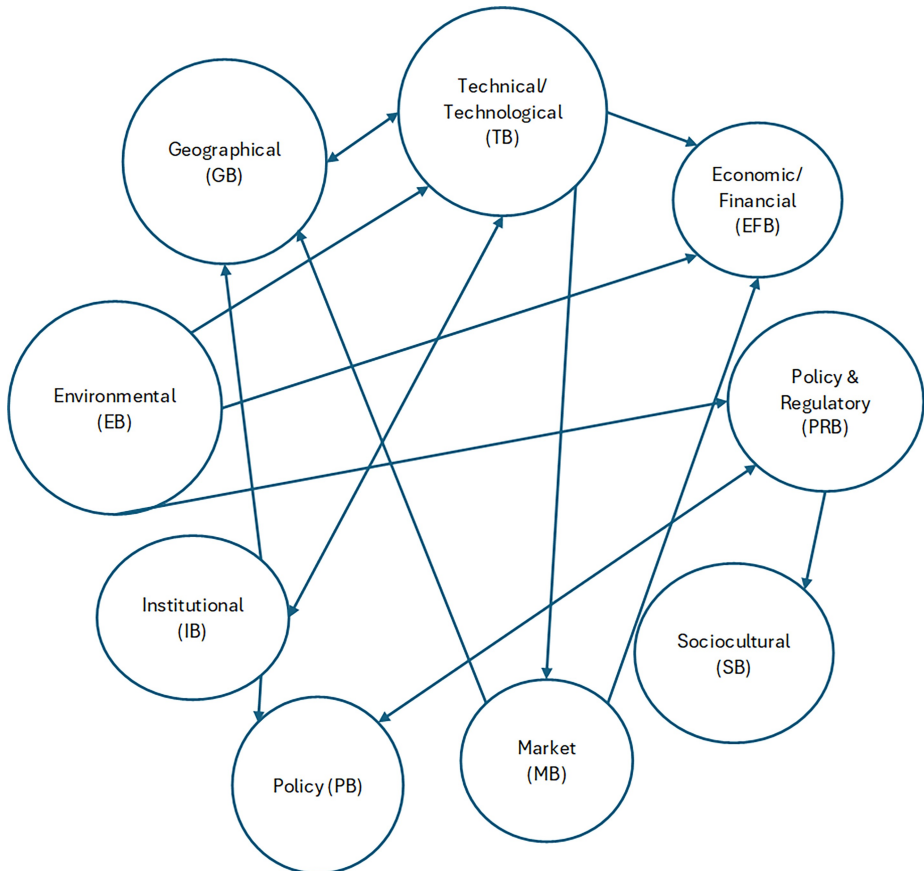 Technical/
Technological
(TB)
Geographical
(GB)
Economic/
Financial
(EFB)
Environmental
(EB)
Policy &
Regulatory
(PRB)
Institutional
(IB)
Sociocultural
(SB)
Market
(MB)
Policy (PB)